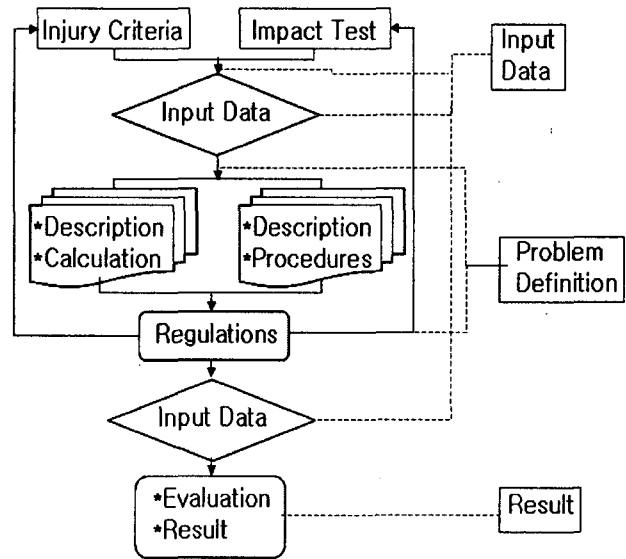 Injury Criteria
Impact Test
Input
Data
Input Data
*Description
*Calculation
*Description
*Procedures
Problem
Definition
Regulations
Input Data
*Evaluation
*Result
Result